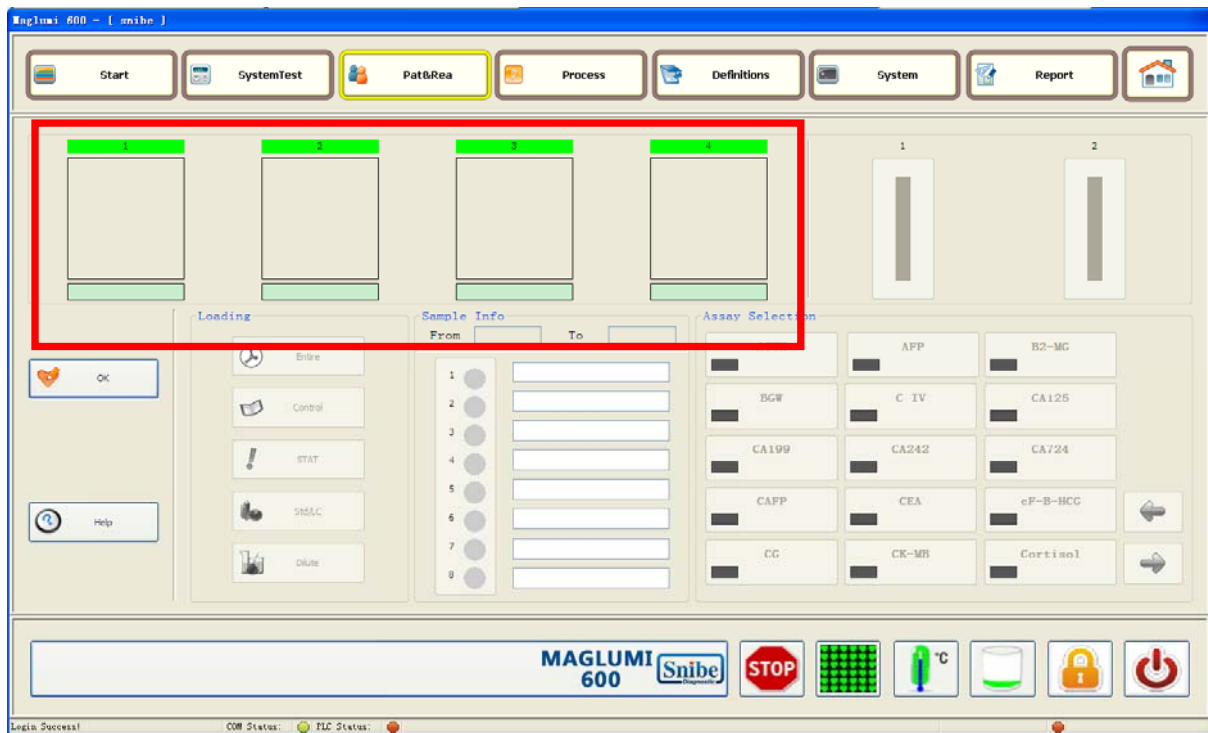 Maglumi 600 - [ snibe ]
Start
SystemTest
Pat&Rea
Process
Definitions
System
Report
1
2
3
4
1
2
Loading
Sample Info
Assay Selection
From
To
OK
Entire
Control
STAT
Std/LC
Dilute
Help
1
2
3
4
5
6
7
8
AFP
B2-MG
BGW
C IV
CA125
CA199
CA242
CA724
CAFP
CEA
eF-B-HCG
CG
CK-MB
Cortisol
MAGLUMI
600
Snibe
Diagnostic
STOP
°C
Login Success!
COM Status:
PLC Status: